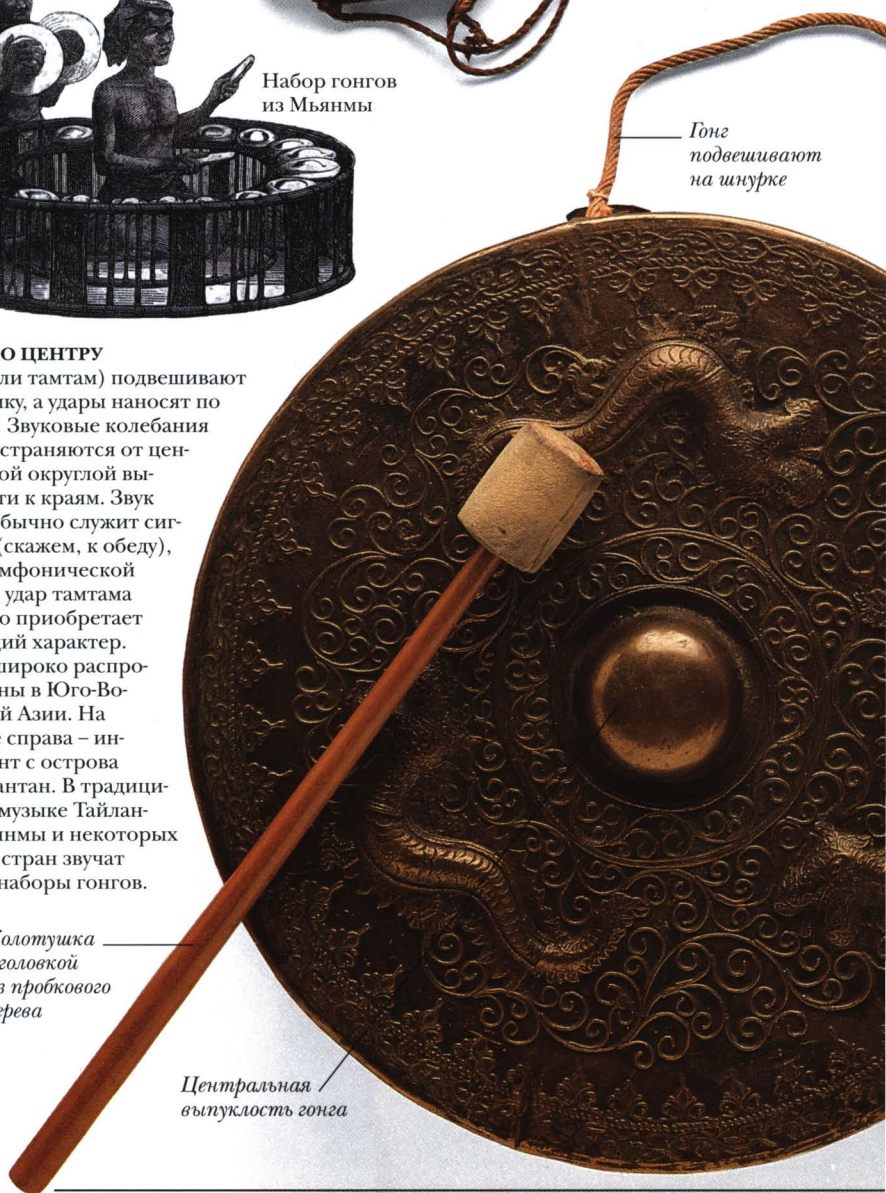 Набор гонгов
из Мьянмы
Гонг
подвешивают
на шнурке
О ЦЕНТРУ
ли тамтам) подвешивают
ку, а удары наносят по
. Звуковые колебания
страняются от цен-
ой округлой вы-
ти к краям. Звук
бычно служит сиг-
(скажем, к обеду),
мфонической
удар тамтама
о приобретает
ий характер.
широко распро-
ны в Юго-Во-
й Азии. На
е справа – ин-
нт с острова
антан. В традици-
музыке Тайлан-
нмы и некоторых
стран звучат
наборы гонгов.
олотушка
головкой
з пробкового
ерева
Центральная
выпуклость гонга